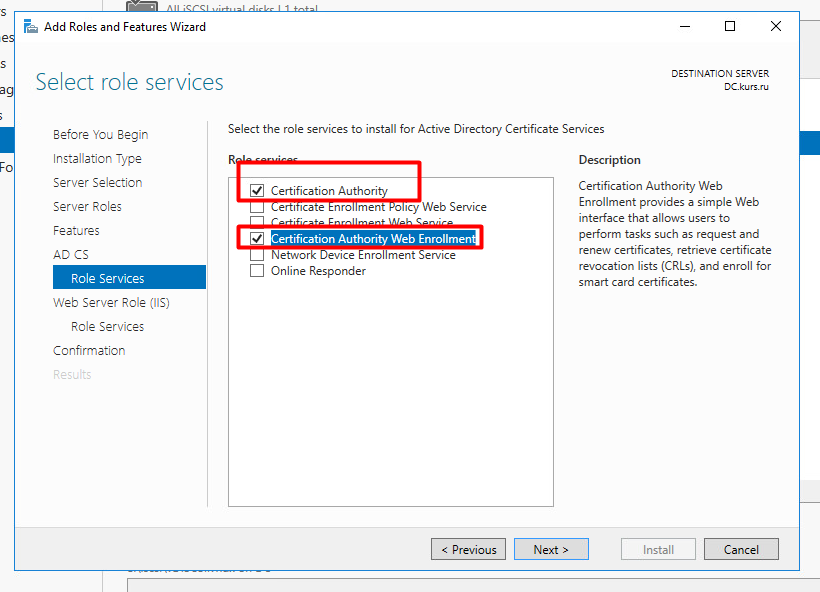 All iSCSI virtual disks | 1 total
Add Roles and Features Wizard
Select role services
DESTINATION SERVER
DC.kurs.ru
Before You Begin
Installation Type
Server Selection
Server Roles
Features
AD CS
Role Services
Web Server Role (IIS)
Role Services
Confirmation
Results
Select the role services to install for Active Directory Certificate Services
Role services
Certification Authority
Certificate Enrollment Policy Web Service
Certificate Enrollment Web Service
Certification Authority Web Enrollment
Network Device Enrollment Service
Online Responder
Description
Certification Authority Web
Enrollment provides a simple Web
interface that allows users to
perform tasks such as request and
renew certificates, retrieve certificate
revocation lists (CRLs), and enroll for
smart card certificates.
< Previous
Next >
Install
Cancel